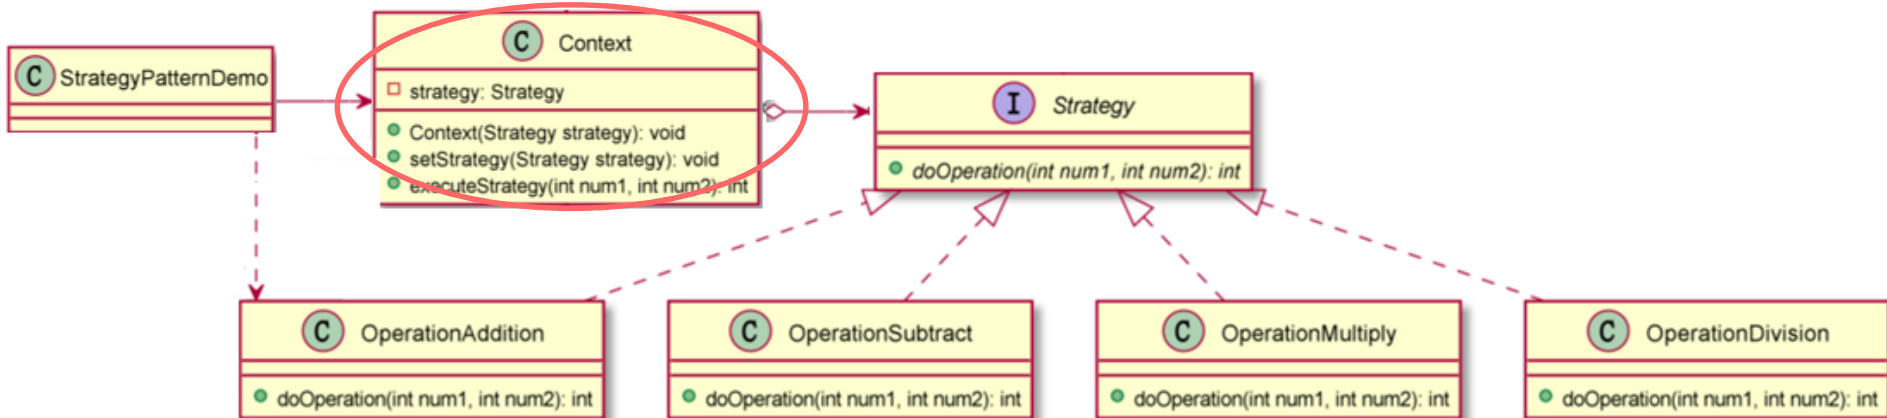 C StrategyPatternDemo
C Context
strategy: Strategy
Context(Strategy strategy): void
setStrategy(Strategy strategy): void
executeStrategy(int num1, int num2): int
I Strategy
doOperation(int num1, int num2): int
C OperationAddition
doOperation(int num1, int num2): int
C OperationSubtract
doOperation(int num1, int num2): int
C OperationMultiply
doOperation(int num1, int num2): int
C OperationDivision
doOperation(int num1, int num2): int